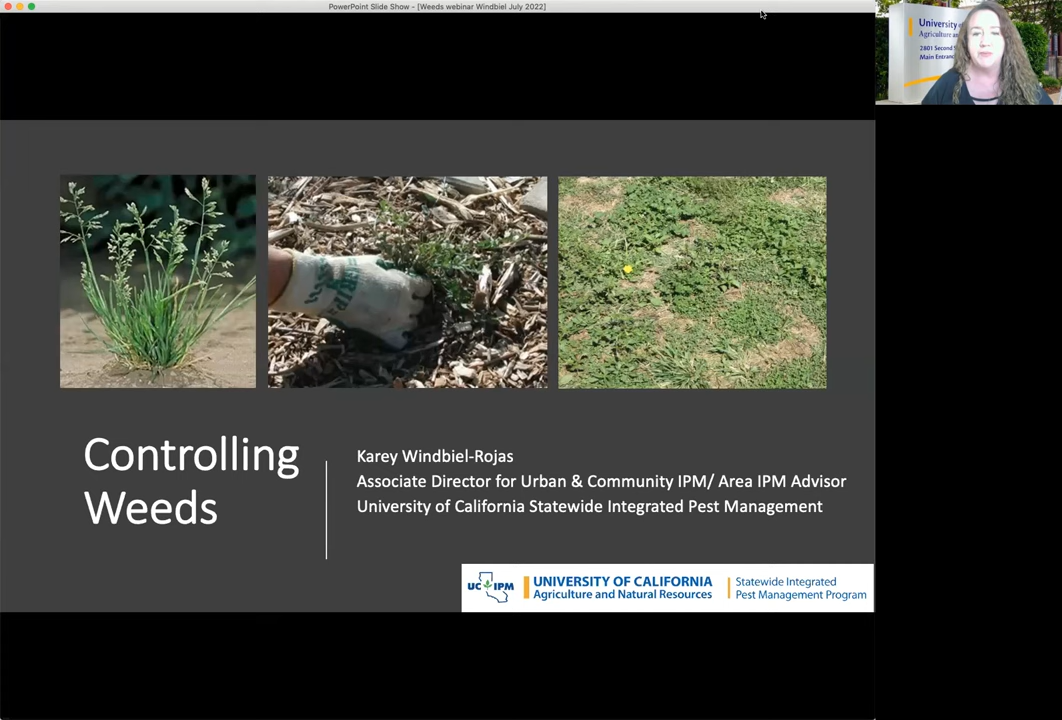 PowerPoint Slide Show - [Weeds webinar Windbiel July 2022]
University
Agriculture
2801 Second
Main
Controlling
Weeds
Karey Windbiel-Rojas
Associate Director for Urban & Community IPM/ Area IPM Advisor
University of California Statewide Integrated Pest Management
UC IPM
UNIVERSITY OF CALIFORNIA
Agriculture and Natural Resources
Statewide Integrated
Pest Management Program